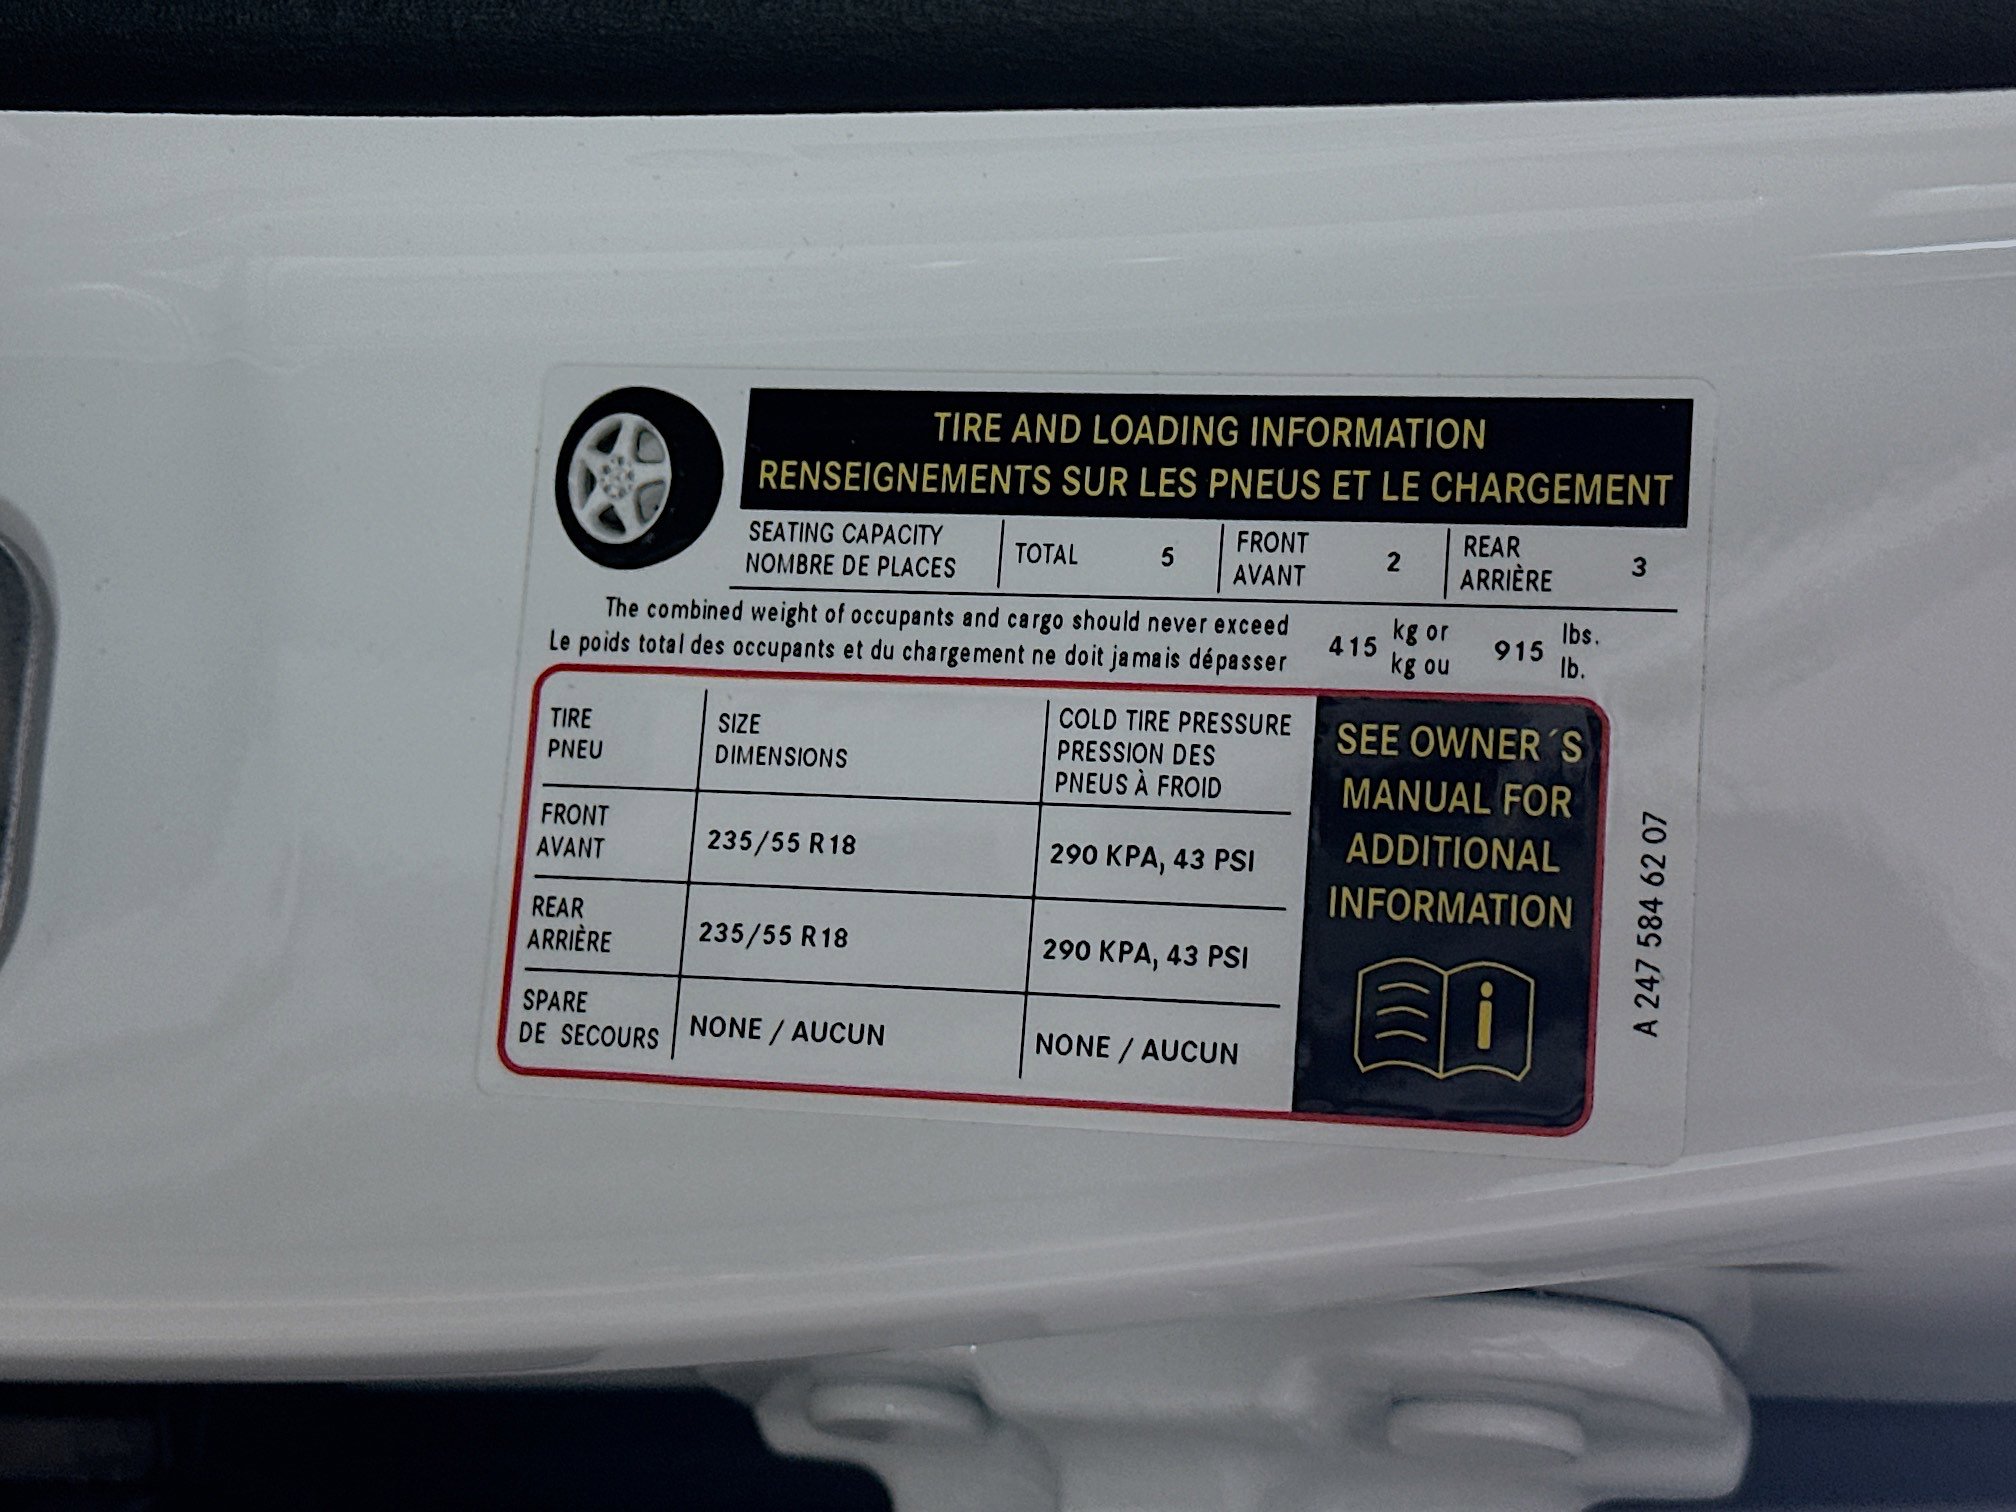 TIRE AND LOADING INFORMATION
RENSEIGNEMENTS SUR LES PNEUS ET LE CHARGEMENT
SEATING CAPACITY
NOMBRE DE PLACES
TOTAL 5
FRONT
AVANT
2
REAR
ARRIÈRE
3
The combined weight of occupants and cargo should never exceed
Le poids total des occupants et du chargement ne doit jamais dépasser
415
kg or
kg ou
915
lbs.
lb.
TIRE
PNEU
SIZE
DIMENSIONS
COLD TIRE PRESSURE
PRESSION DES
PNEUS À FROID
FRONT
AVANT
235/55 R18
290 KPA, 43 PSI
REAR
ARRIÈRE
235/55 R18
290 KPA, 43 PSI
SPARE
DE SECOURS
NONE / AUCUN
NONE / AUCUN
SEE OWNER´S
MANUAL FOR
ADDITIONAL
INFORMATION
i
A 247 584 62 07